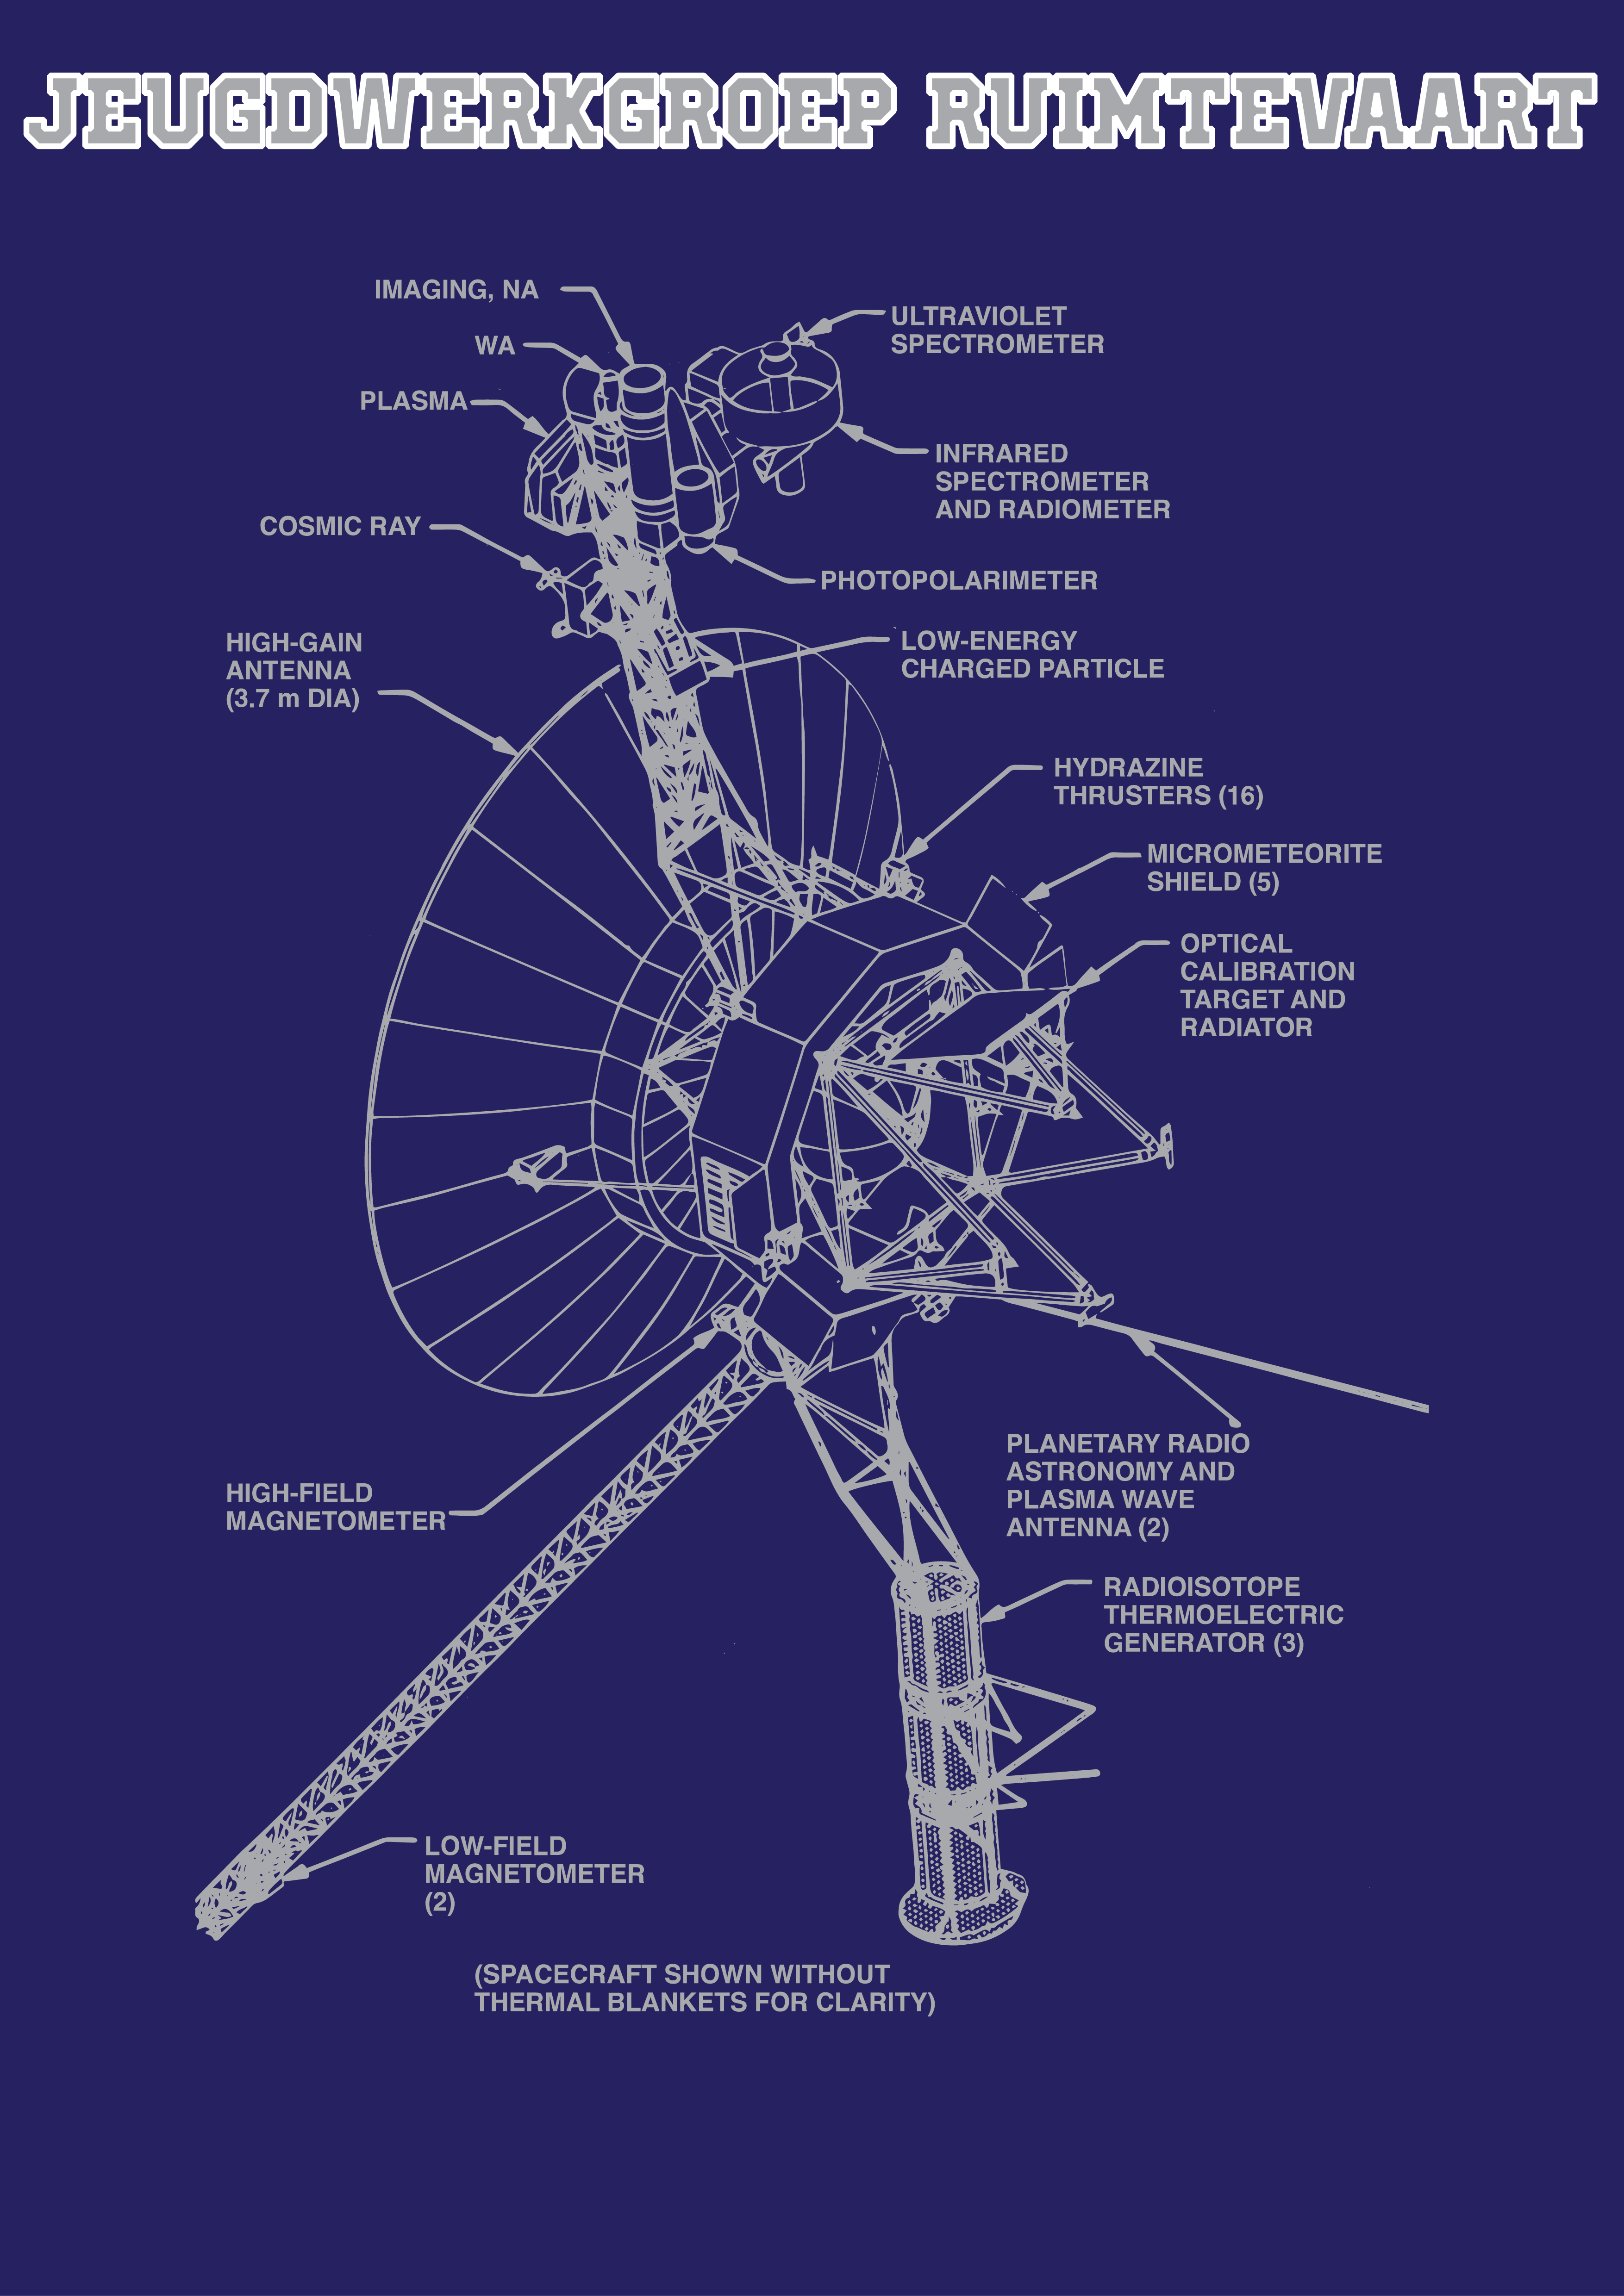 JEUGDWERKGROEP RUIMTEVAART
IMAGING, NA
WA
PLASMA
ULTRAVIOLET
SPECTROMETER
INFRARED
SPECTROMETER
AND RADIOMETER
COSMIC RAY
PHOTOPOLARIMETER
HIGH-GAIN
ANTENNA
(3.7 m DIA)
LOW-ENERGY
CHARGED PARTICLE
HYDRAZINE
THRUSTERS (16)
MICROMETEORITE
SHIELD (5)
OPTICAL
CALIBRATION
TARGET AND
RADIATOR
HIGH-FIELD
MAGNETOMETER
PLANETARY RADIO
ASTRONOMY AND
PLASMA WAVE
ANTENNA (2)
RADIOISOTOPE
THERMOELECTRIC
GENERATOR (3)
LOW-FIELD
MAGNETOMETER
(2)
(SPACECRAFT SHOWN WITHOUT
THERMAL BLANKETS FOR CLARITY)